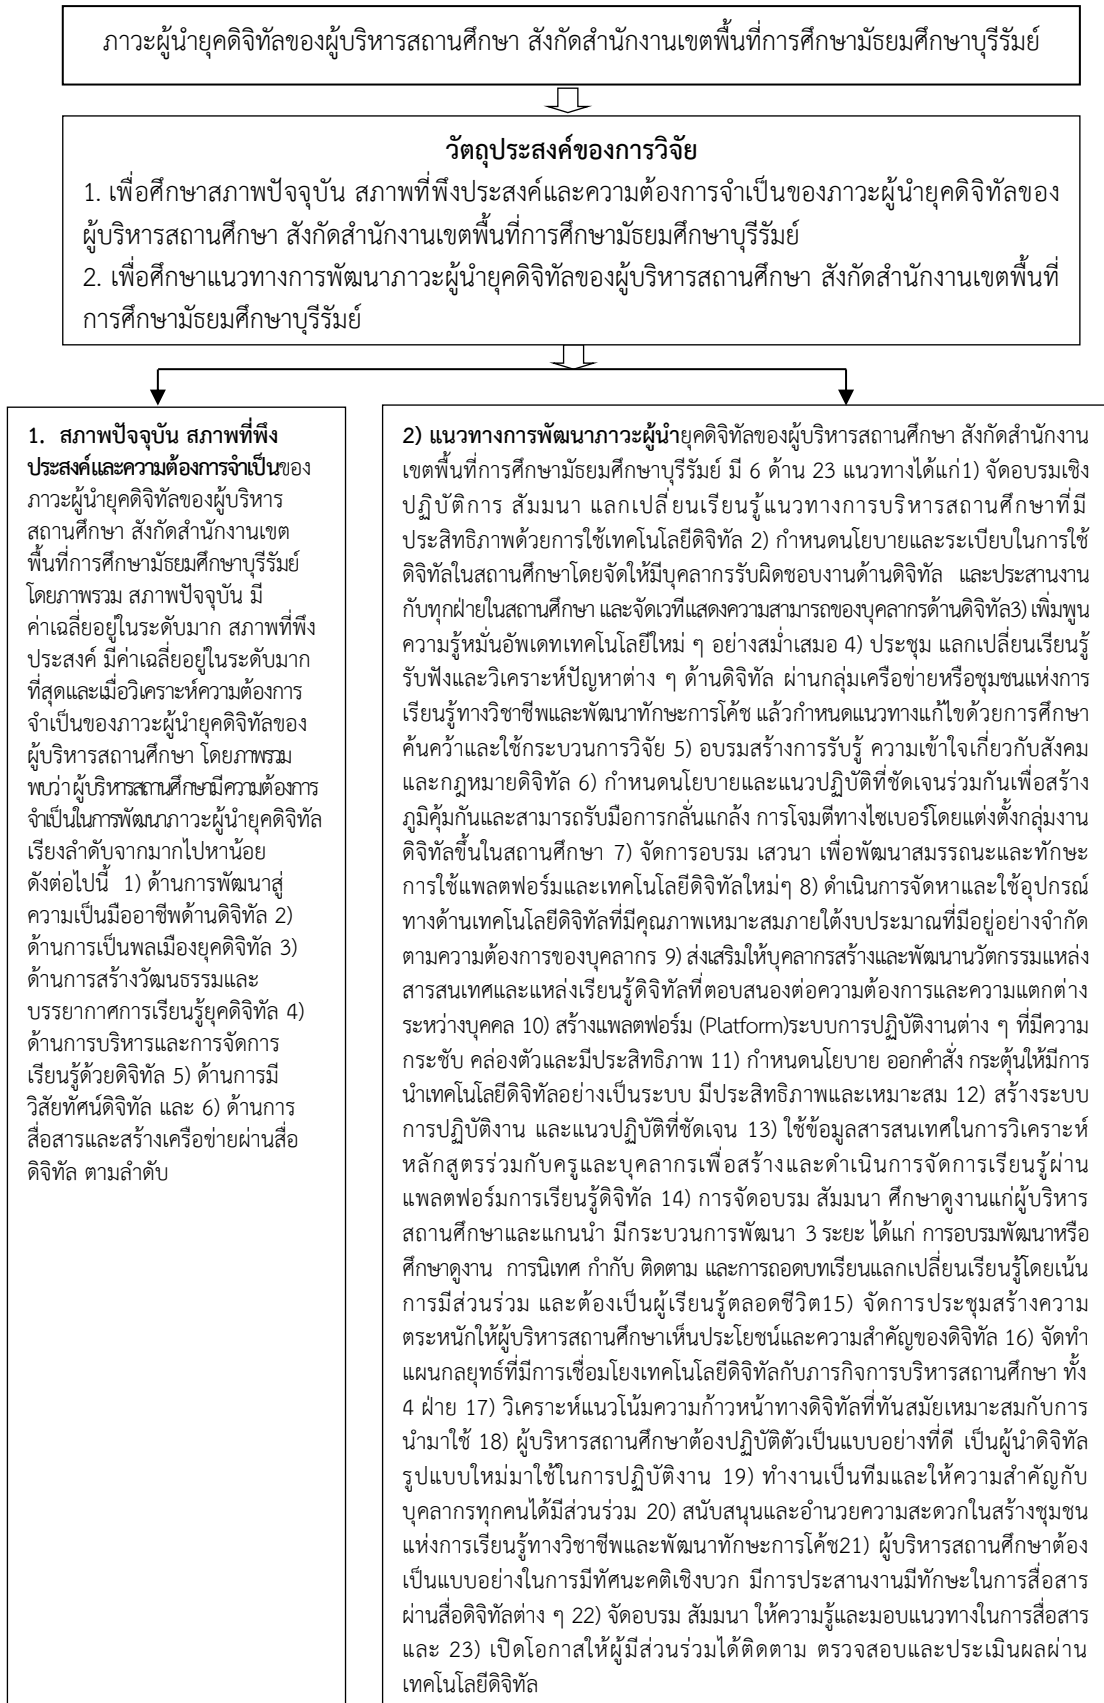 ภาวะผู้นำยุคดิจิทัลของผู้บริหารสถานศึกษา สังกัดสำนักงานเขตพื้นที่การศึกษามัธยมศึกษาบุรีรัมย์
วัตถุประสงค์ของการวิจัย
1. เพื่อศึกษาสภาพปัจจุบัน สภาพที่พึงประสงค์และความต้องการจำเป็นของภาวะผู้นำยุคดิจิทัลของ
ผู้บริหารสถานศึกษา สังกัดสำนักงานเขตพื้นที่การศึกษามัธยมศึกษาบุรีรัมย์
2. เพื่อศึกษาแนวทางการพัฒนาภาวะผู้นำยุคดิจิทัลของผู้บริหารสถานศึกษา สังกัดสำนักงานเขตพื้นที่
การศึกษามัธยมศึกษาบุรีรัมย์
1. สภาพปัจจุบัน สภาพที่พึง
ประสงค์และความต้องการจำเป็นของ
ภาวะผู้นำยุคดิจิทัลของผู้บริหาร
สถานศึกษา สังกัดสำนักงานเขต
พื้นที่การศึกษามัธยมศึกษาบุรีรัมย์
โดยภาพรวม สภาพปัจจุบัน มี
ค่าเฉลี่ยอยู่ในระดับมาก สภาพที่พึง
ประสงค์ มีค่าเฉลี่ยอยู่ในระดับมาก
ที่สุดและเมื่อวิเคราะห์ความต้องการ
จำเป็นของภาวะผู้นำยุคดิจิทัลของ
ผู้บริหารสถานศึกษา โดยภาพรวม
พบว่าผู้บริหารสถานศึกษามีความต้องการ
จำเป็นในการพัฒนาภาวะผู้นำยุคดิจิทัล
เรียงลำดับจากมากไปหาน้อย
ดังต่อไปนี้ 1) ด้านการพัฒนาสู่
ความเป็นมืออาชีพด้านดิจิทัล 2)
ด้านการเป็นพลเมืองยุคดิจิทัล 3)
ด้านการสร้างวัฒนธรรมและ
บรรยากาศการเรียนรู้ยุคดิจิทัล 4)
ด้านการบริหารและการจัดการ
เรียนรู้ด้วยดิจิทัล 5) ด้านการมี
วิสัยทัศน์ดิจิทัล และ 6) ด้านการ
สื่อสารและสร้างเครือข่ายผ่านสื่อ
ดิจิทัล ตามลำดับ
2) แนวทางการพัฒนาภาวะผู้นำยุคดิจิทัลของผู้บริหารสถานศึกษา สังกัดสำนักงาน
เขตพื้นที่การศึกษามัธยมศึกษาบุรีรัมย์ มี 6 ด้าน 23 แนวทางได้แก่1) จัดอบรมเชิง
ปฏิบัติการ สัมมนา แลกเปลี่ยนเรียนรู้แนวทางการบริหารสถานศึกษาที่มี
ประสิทธิภาพด้วยการใช้เทคโนโลยีดิจิทัล 2) กำหนดนโยบายและระเบียบในการใช้
ดิจิทัลในสถานศึกษาโดยจัดให้มีบุคลากรรับผิดชอบงานด้านดิจิทัล และประสานงาน
กับทุกฝ่ายในสถานศึกษา และจัดเวทีแสดงความสามารถของบุคลากรด้านดิจิทัล3) เพิ่มพูน
ความรู้หมั่นอัพเดทเทคโนโลยีใหม่ ๆ อย่างสม่ำเสมอ 4) ประชุม แลกเปลี่ยนเรียนรู้
รับฟังและวิเคราะห์ปัญหาต่าง ๆ ด้านดิจิทัล ผ่านกลุ่มเครือข่ายหรือชุมชนแห่งการ
เรียนรู้ทางวิชาชีพและพัฒนาทักษะการโค้ช แล้วกำหนดแนวทางแก้ไขด้วยการศึกษา
ค้นคว้าและใช้กระบวนการวิจัย 5) อบรมสร้างการรับรู้ ความเข้าใจเกี่ยวกับสังคม
และกฎหมายดิจิทัล 6) กำหนดนโยบายและแนวปฏิบัติที่ชัดเจนร่วมกันเพื่อสร้าง
ภูมิคุ้มกันและสามารถรับมือการกลั่นแกล้ง การโจมตีทางไซเบอร์โดยแต่งตั้งกลุ่มงาน
ดิจิทัลขึ้นในสถานศึกษา 7) จัดการอบรม เสวนา เพื่อพัฒนาสมรรถนะและทักษะ
การใช้แพลตฟอร์มและเทคโนโลยีดิจิทัลใหม่ๆ 8) ดำเนินการจัดหาและใช้อุปกรณ์
ทางด้านเทคโนโลยีดิจิทัลที่มีคุณภาพเหมาะสมภายใต้งบประมาณที่มีอยู่อย่างจำกัด
ตามความต้องการของบุคลากร 9) ส่งเสริมให้บุคลากรสร้างและพัฒนานวัตกรรมแหล่ง
สารสนเทศและแหล่งเรียนรู้ดิจิทัลที่ตอบสนองต่อความต้องการและความแตกต่าง
ระหว่างบุคคล 10) สร้างแพลตฟอร์ม (Platform)ระบบการปฏิบัติงานต่าง ๆ ที่มีความ
กระชับ คล่องตัวและมีประสิทธิภาพ 11) กำหนดนโยบาย ออกคำสั่ง กระตุ้นให้มีการ
นำเทคโนโลยีดิจิทัลอย่างเป็นระบบ มีประสิทธิภาพและเหมาะสม 12) สร้างระบบ
การปฏิบัติงาน และแนวปฏิบัติที่ชัดเจน 13) ใช้ข้อมูลสารสนเทศในการวิเคราะห์
หลักสูตรร่วมกับครูและบุคลากรเพื่อสร้างและดำเนินการจัดการเรียนรู้ผ่าน
แพลตฟอร์มการเรียนรู้ดิจิทัล 14) การจัดอบรม สัมมนา ศึกษาดูงานแก่ผู้บริหาร
สถานศึกษาและแกนนำ มีกระบวนการพัฒนา 3 ระยะ ได้แก่ การอบรมพัฒนาหรือ
ศึกษาดูงาน การนิเทศ กำกับ ติดตาม และการถอดบทเรียนแลกเปลี่ยนเรียนรู้โดยเน้น
การมีส่วนร่วม และต้องเป็นผู้เรียนรู้ตลอดชีวิต15) จัดการประชุมสร้างความ
ตระหนักให้ผู้บริหารสถานศึกษาเห็นประโยชน์และความสำคัญของดิจิทัล 16) จัดทำ
แผนกลยุทธ์ที่มีการเชื่อมโยงเทคโนโลยีดิจิทัลกับภารกิจการบริหารสถานศึกษา ทั้ง
4 ฝ่าย 17) วิเคราะห์แนวโน้มความก้าวหน้าทางดิจิทัลที่ทันสมัยเหมาะสมกับการ
นำมาใช้ 18) ผู้บริหารสถานศึกษาต้องปฏิบัติตัวเป็นแบบอย่างที่ดี เป็นผู้นำดิจิทัล
รูปแบบใหม่มาใช้ในการปฏิบัติงาน 19) ทำงานเป็นทีมและให้ความสำคัญกับ
บุคลากรทุกคนได้มีส่วนร่วม 20) สนับสนุนและอำนวยความสะดวกในสร้างชุมชน
แห่งการเรียนรู้ทางวิชาชีพและพัฒนาทักษะการโค้ช21) ผู้บริหารสถานศึกษาต้อง
เป็นแบบอย่างในการมีทัศนะคติเชิงบวก มีการประสานงานมีทักษะในการสื่อสาร
ผ่านสื่อดิจิทัลต่าง ๆ 22) จัดอบรม สัมมนา ให้ความรู้และมอบแนวทางในการสื่อสาร
และ 23) เปิดโอกาสให้ผู้มีส่วนร่วมได้ติดตาม ตรวจสอบและประเมินผลผ่าน
เทคโนโลยีดิจิทัล